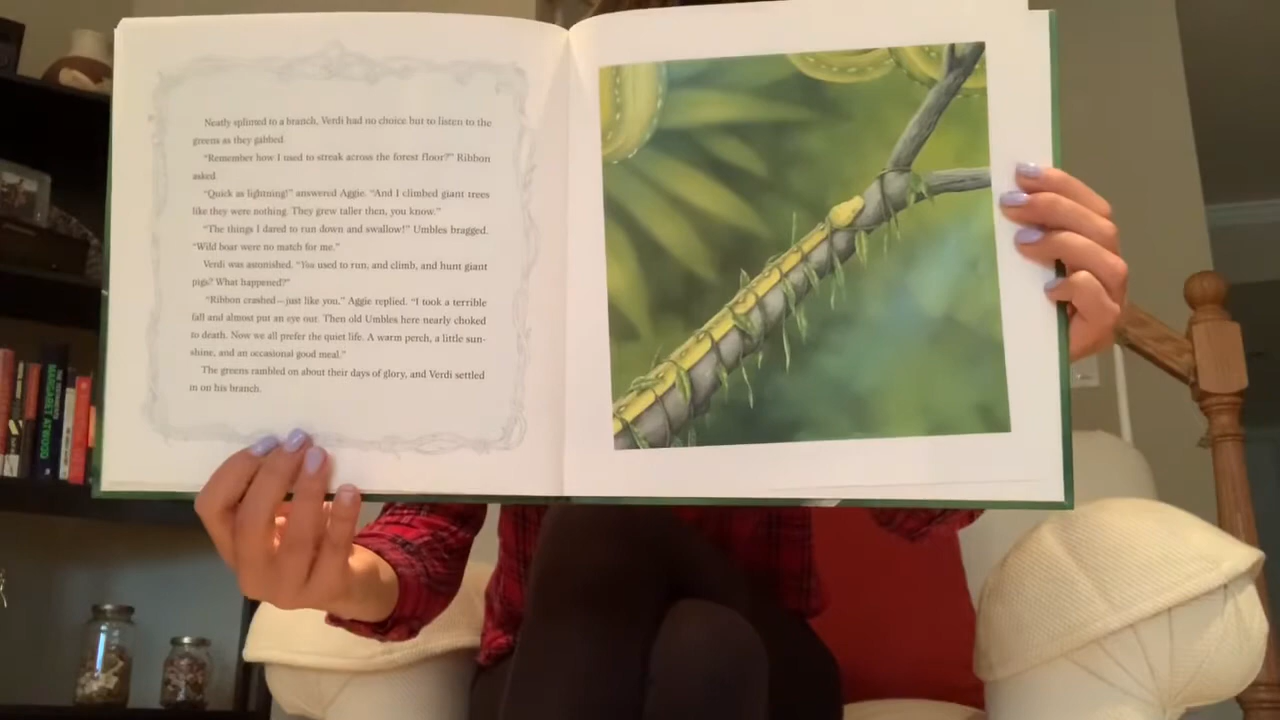 Neatly splinted to a branch, Verdi had no choice but to listen to the
greens as they gabbed.
"Remember how I used to streak across the forest floor?" Ribbon
asked.
"Quick as lightning!" answered Aggie. "And I climbed giant trees
like they were nothing. They grew taller then, you know."
"The things I dared to run down and swallow!" Umbles bragged.
"Wild boar were no match for me."
Verdi was astonished. "You used to run, and climb, and hunt giant
pigs? What happened?"
"Ribbon crashed—just like you," Aggie replied. "I took a terrible
fall and almost put an eye out. Then old Umbles here nearly choked
to death. Now we all prefer the quiet life. A warm perch, a little sun-
shine, and an occasional good meal."
The greens rambled on about their days of glory, and Verdi settled
in on his branch.
MARGARET ATWOOD